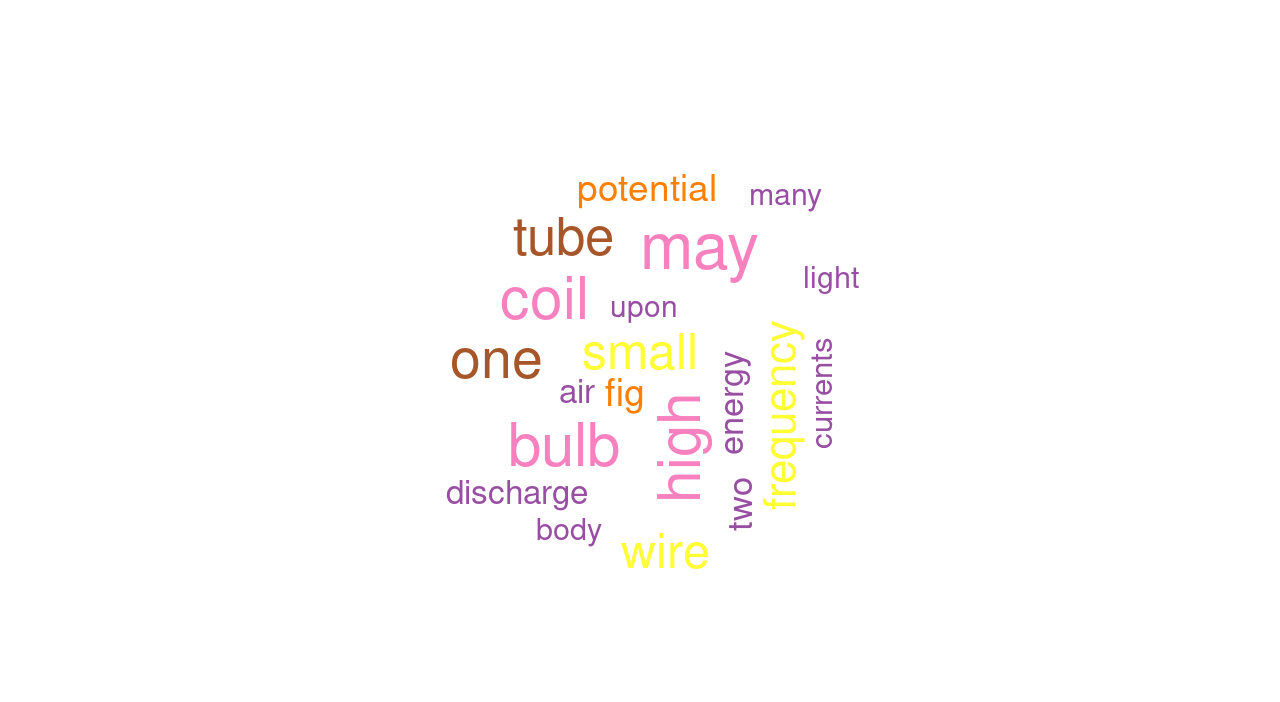 potential
many
tube
may
light
coil
upon
one
small
air
fig
high
energy
frequency
currents
bulb
discharge
two
body
wire